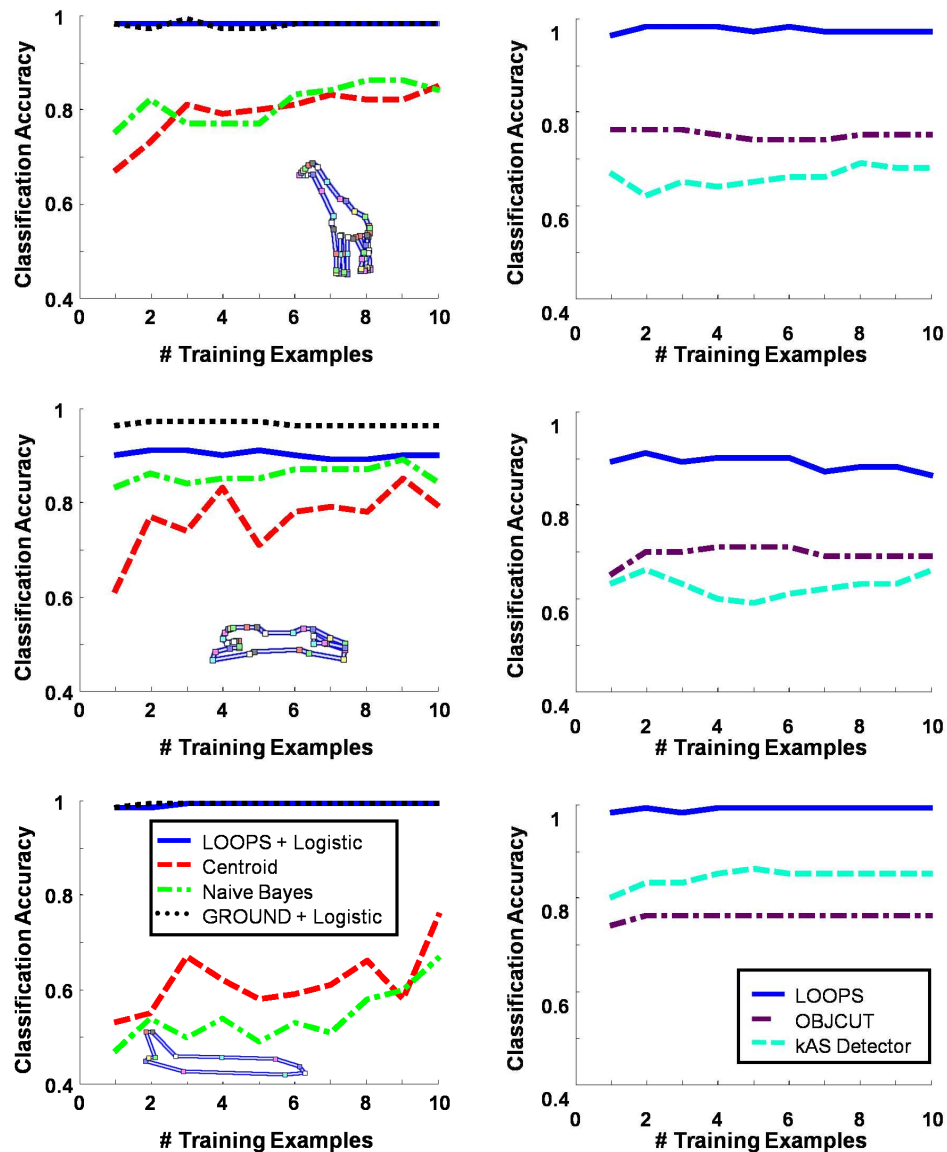 Classification Accuracy
1
0.8
0.6
0.4
0 2 4 6 8 10
# Training Examples
Classification Accuracy
1
0.8
0.6
0.4
0 2 4 6 8 10
# Training Examples
Classification Accuracy
1
0.8
0.6
0.4
0 2 4 6 8 10
# Training Examples
Classification Accuracy
1
0.8
0.6
0.4
0 2 4 6 8 10
# Training Examples
Classification Accuracy
1
0.8
0.6
0.4
0 2 4 6 8 10
# Training Examples
LOOPS + Logistic
Centroid
Naive Bayes
GROUND + Logistic
Classification Accuracy
1
0.8
0.6
0.4
0 2 4 6 8 10
# Training Examples
LOOPS
OBJCUT
kAS Detector